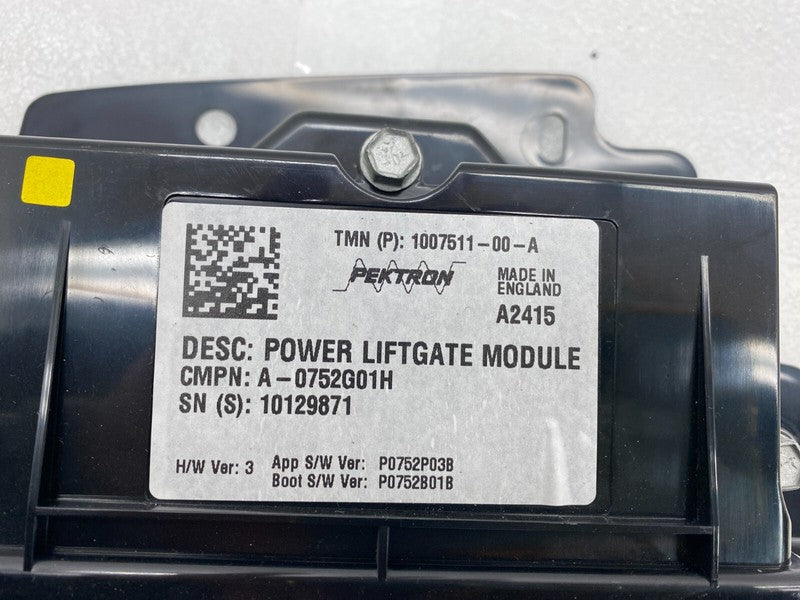 TMN (P): 1007511-00-A
PEKTRON
MADE IN
ENGLAND
A2415
DESC: POWER LIFTGATE MODULE
CMPN: A-0752G01H
SN (S): 10129871
H/W Ver: 3 App S/W Ver: P0752P03B
Boot S/W Ver: P0752B01B